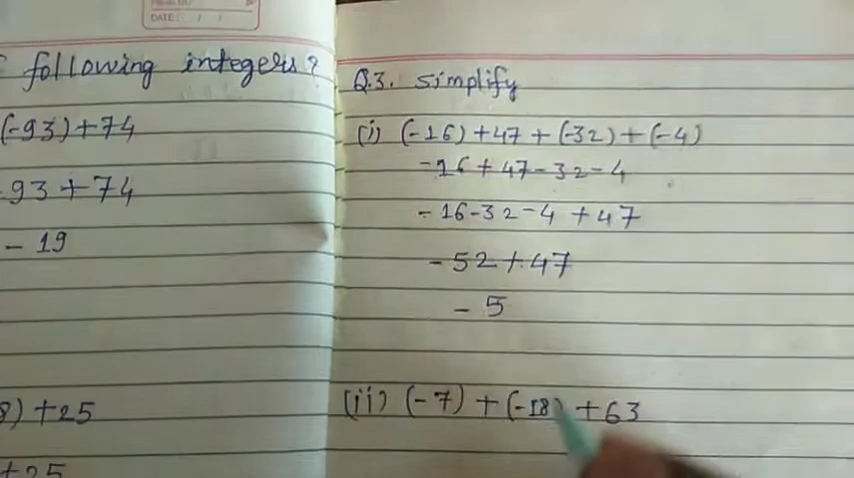 DATE: / /
following integers?
(-93)+74
93+74
- 19
8) +25
+25
Q.3. Simplify
(i) (-16) +47 + (-32) + (-4)
-16 + 47 - 32 - 4
- 16 - 32 - 4 + 47
- 52 + 47
- 5
(ii) (-7) + (-18) + 63